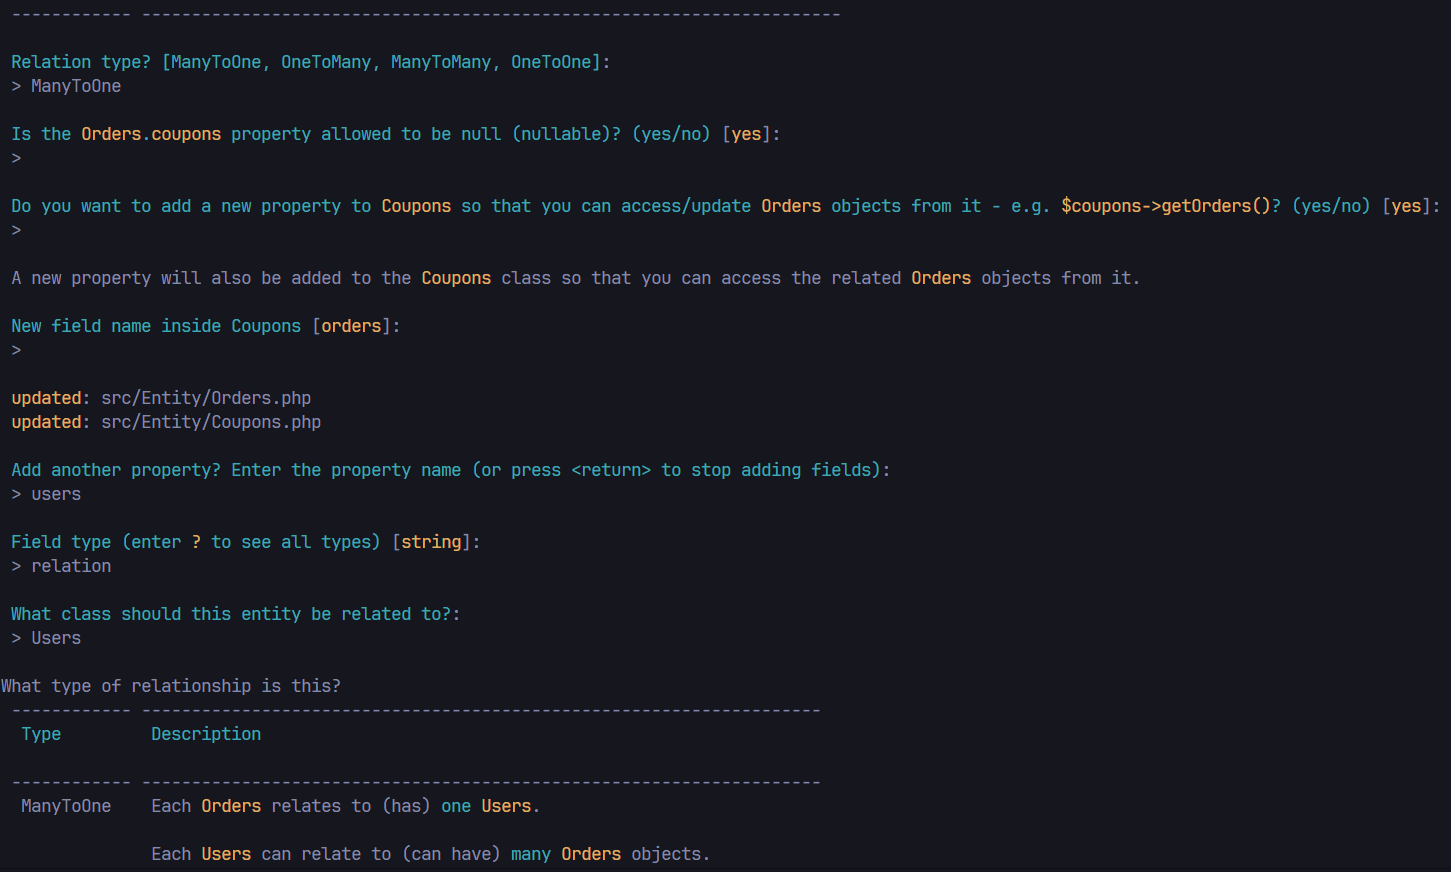 ------------ ----------------------------------------------------------------------
Relation type? [ManyToOne, OneToMany, ManyToMany, OneToOne]:
> ManyToOne
Is the Orders.coupons property allowed to be null (nullable)? (yes/no) [yes]:
>
Do you want to add a new property to Coupons so that you can access/update Orders objects from it - e.g. $coupons->getOrders()? (yes/no) [yes]:
>
A new property will also be added to the Coupons class so that you can access the related Orders objects from it.
New field name inside Coupons [orders]:
>
updated: src/Entity/Orders.php
updated: src/Entity/Coupons.php
Add another property? Enter the property name (or press <return> to stop adding fields):
> users
Field type (enter ? to see all types) [string]:
> relation
What class should this entity be related to?:
> Users
What type of relationship is this?
------------ --------------------------------------------------------------------
Type Description
------------ --------------------------------------------------------------------
ManyToOne Each Orders relates to (has) one Users.
Each Users can relate to (can have) many Orders objects.